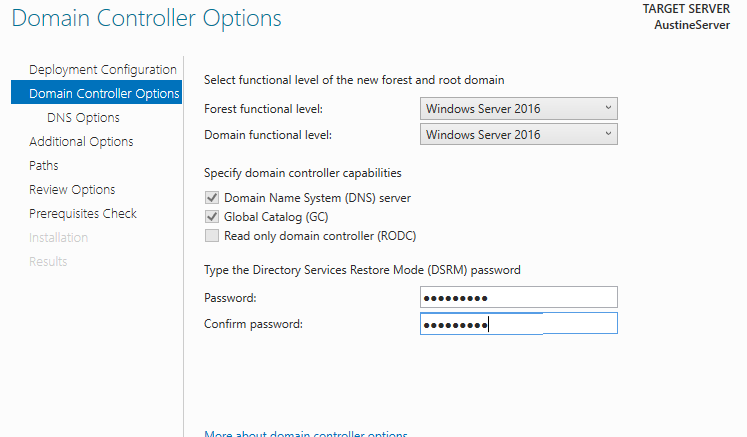 Domain Controller Options
TARGET SERVER
AustineServer
Deployment Configuration
Domain Controller Options
DNS Options
Additional Options
Paths
Review Options
Prerequisites Check
Installation
Results
Select functional level of the new forest and root domain
Forest functional level: Windows Server 2016
Domain functional level: Windows Server 2016
Specify domain controller capabilities
Domain Name System (DNS) server
Global Catalog (GC)
Read only domain controller (RODC)
Type the Directory Services Restore Mode (DSRM) password
Password: ●●●●●●●●●
Confirm password: ●●●●●●●●●
More about domain controller options